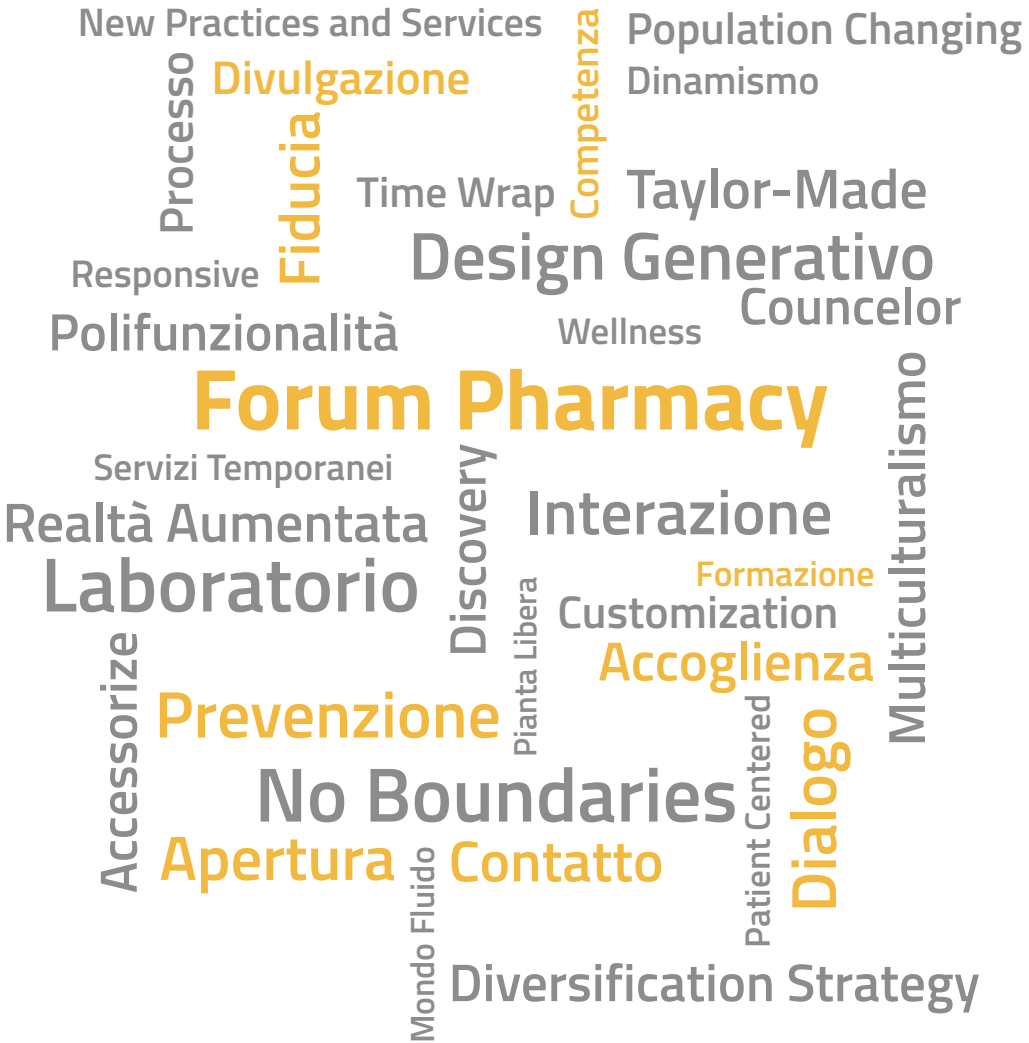 New Practices and Services
Competenza
Population Changing
Processo
Divulgazione
Dinamismo
Fiducia
Time Wrap
Taylor-Made
Responsive
Design Generativo
Councelor
Polifunzionalità
Wellness
Forum Pharmacy
Multiculturalismo
Servizi Temporanei
Discovery
Realtà Aumentata
Interazione
Laboratorio
Formazione
Pianta Libera
Customization
Accessorize
Accoglienza
Prevenzione
Patient Centered
Dialogo
No Boundaries
Apertura
Mondo Fluido
Contatto
Diversification Strategy